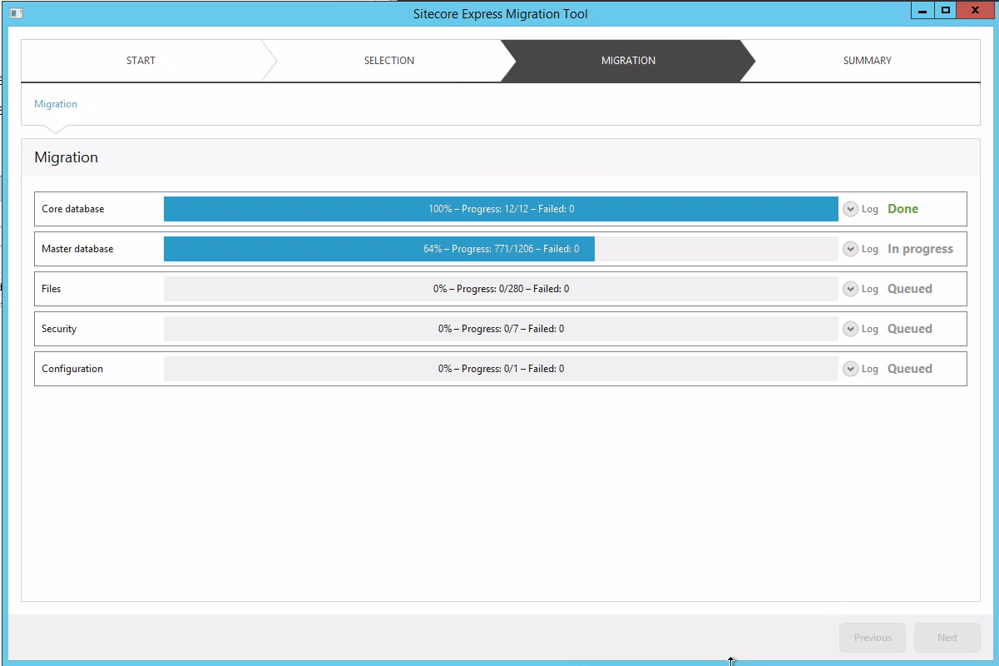 Sitecore Express Migration Tool
START SELECTION MIGRATION SUMMARY
Migration
Migration
Core database 100% – Progress: 12/12 – Failed: 0 Log Done
Master database 64% – Progress: 771/1206 – Failed: 0 Log In progress
Files 0% – Progress: 0/280 – Failed: 0 Log Queued
Security 0% – Progress: 0/7 – Failed: 0 Log Queued
Configuration 0% – Progress: 0/1 – Failed: 0 Log Queued
Previous Next